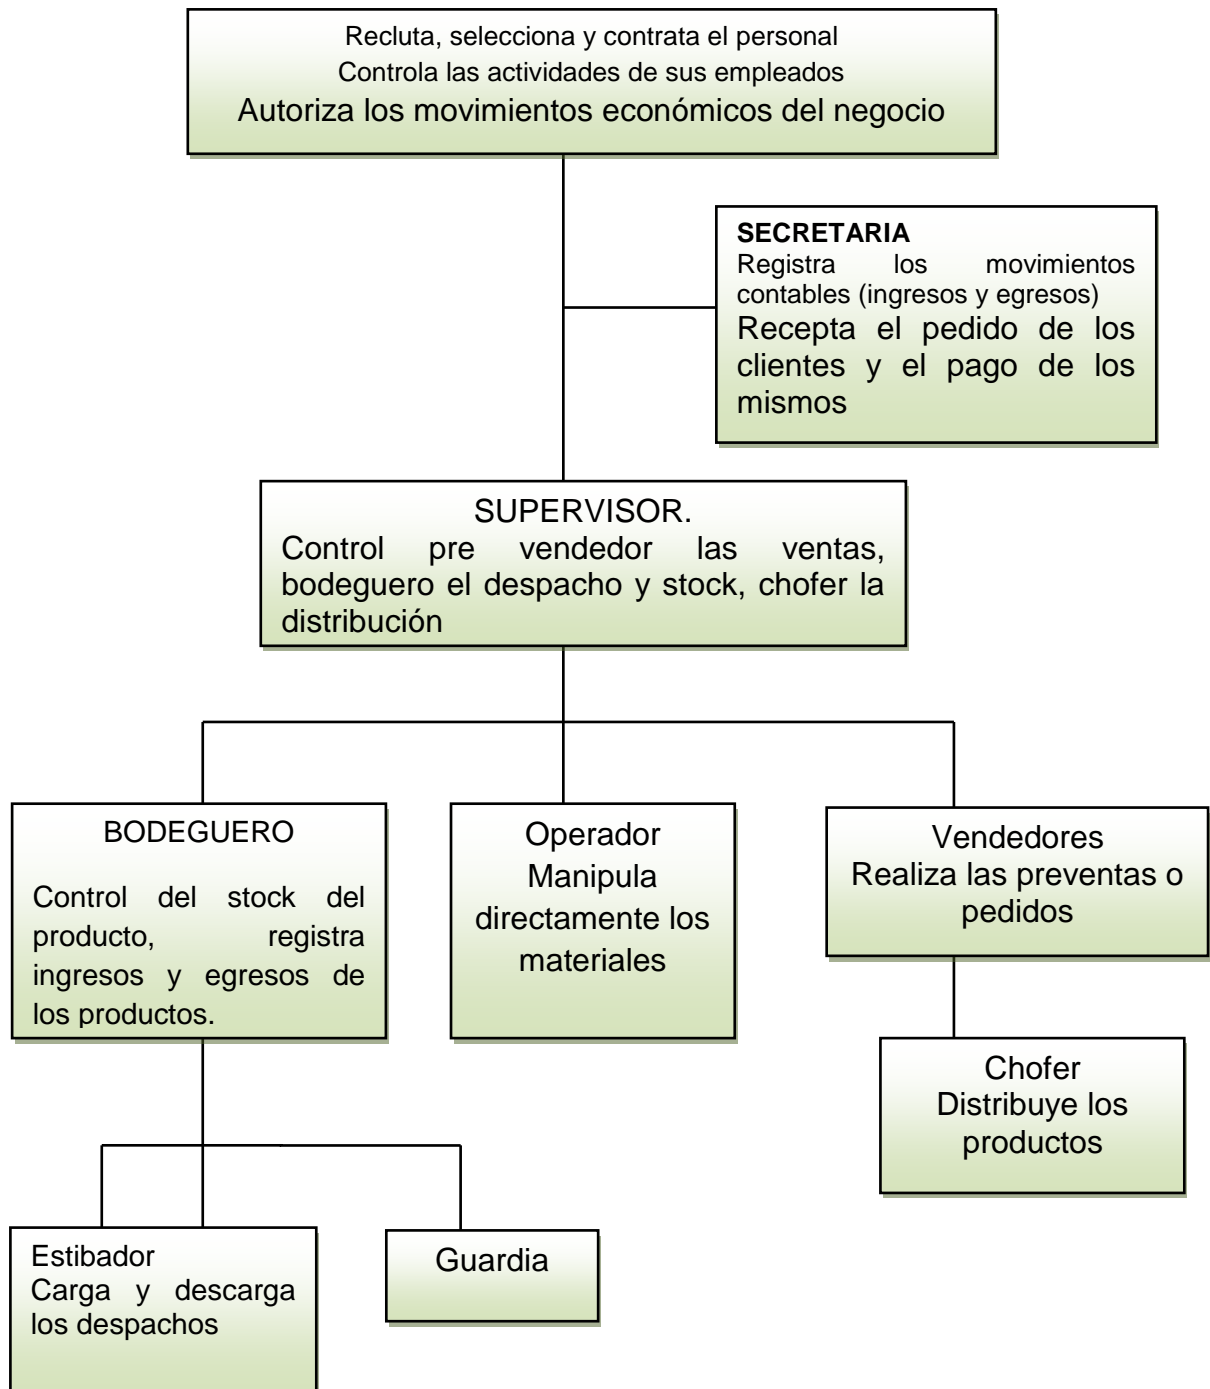 Recluta, selecciona y contrata el personal
Controla las actividades de sus empleados
Autoriza los movimientos económicos del negocio
SECRETARIA
Registra los movimientos
contables (ingresos y egresos)
Recepta el pedido de los
clientes y el pago de los
mismos
SUPERVISOR.
Control pre vendedor las ventas,
bodeguero el despacho y stock, chofer la
distribución
BODEGUERO
Control del stock del
producto, registra
ingresos y egresos de
los productos.
Operador
Manipula
directamente los
materiales
Vendedores
Realiza las preventas o
pedidos
Chofer
Distribuye los
productos
Estibador
Carga y descarga
los despachos
Guardia